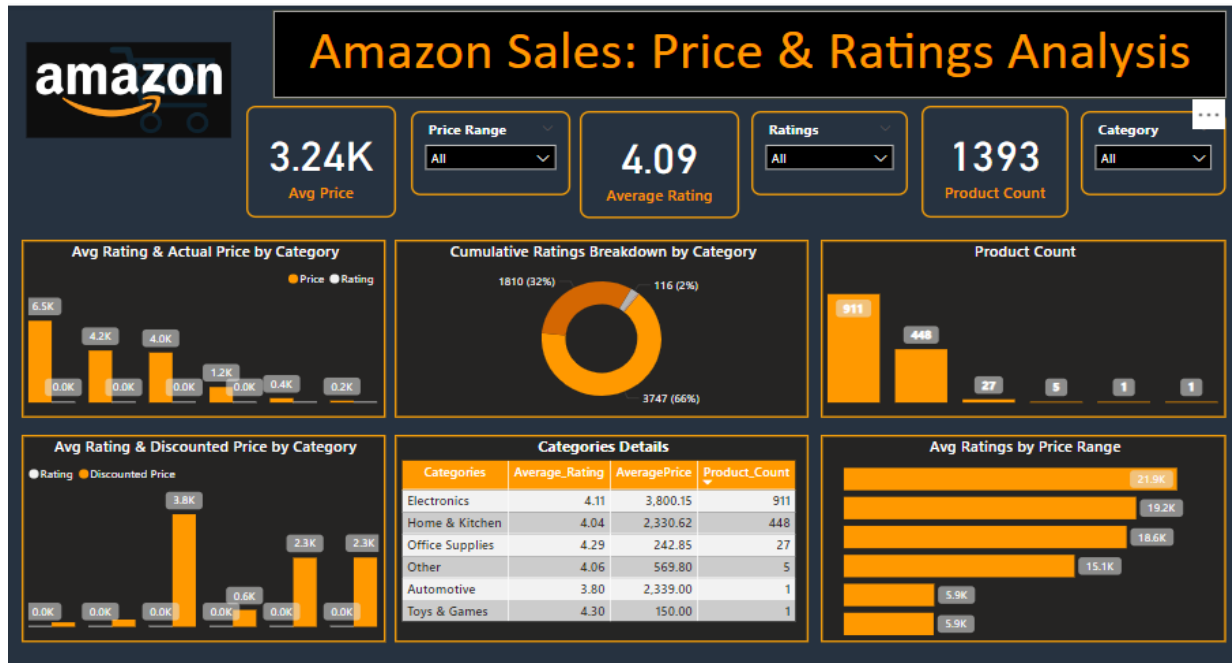 amazon
Amazon Sales: Price & Ratings Analysis
3.24K
Avg Price
Price Range
All
4.09
Average Rating
Ratings
All
1393
Product Count
...
Category
All
Avg Rating & Actual Price by Category
Price Rating
6.5K
4.2K
4.0K
1.2K
0.4K
0.2K
0.0K 0.0K 0.0K 0.0K
Cumulative Ratings Breakdown by Category
1810 (32%)
116 (2%)
3747 (66%)
Product Count
911
448
27
5
1
1
Avg Rating & Discounted Price by Category
Rating Discounted Price
3.8K
2.3K
2.3K
0.6K
0.0K 0.0K 0.0K 0.0K 0.0K 0.0K
Categories Details
Categories Average_Rating AveragePrice Product_Count
Electronics 4.11 3,800.15 911
Home & Kitchen 4.04 2,330.62 448
Office Supplies 4.29 242.85 27
Other 4.06 569.80 5
Automotive 3.80 2,339.00 1
Toys & Games 4.30 150.00 1
Avg Ratings by Price Range
21.9K
19.2K
18.6K
15.1K
5.9K
5.9K